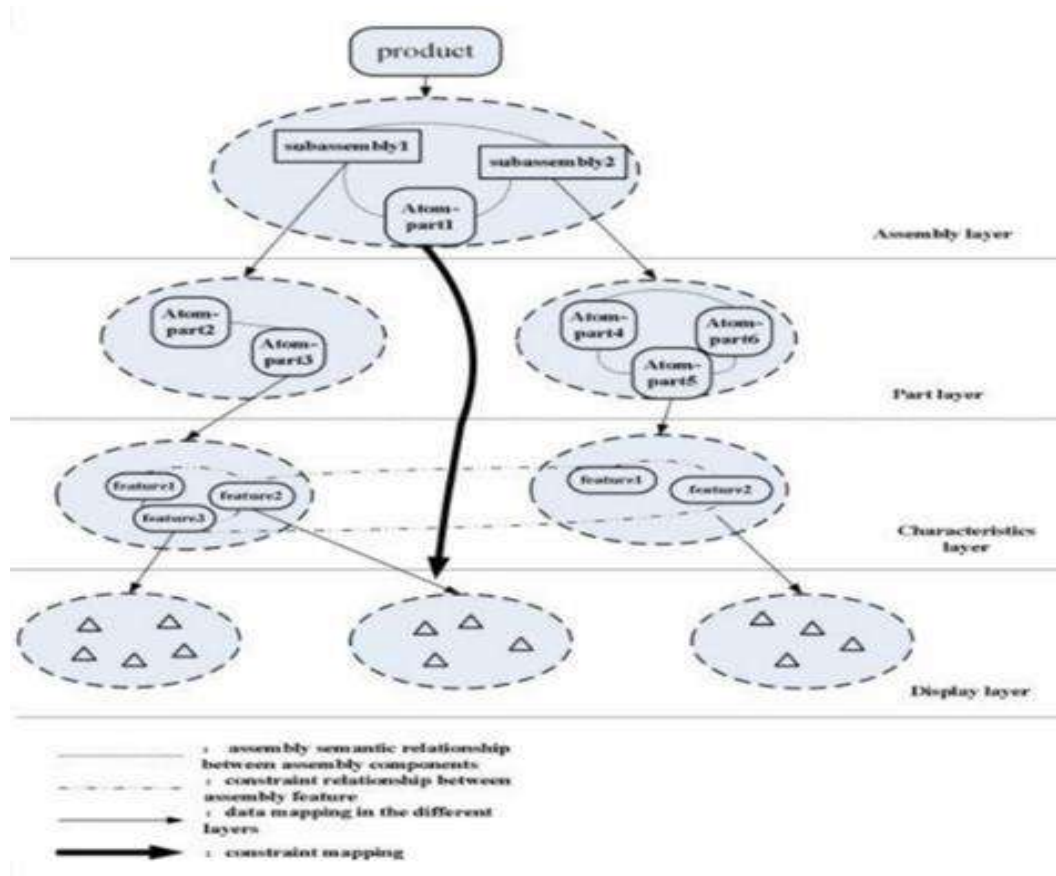 product
subassembly1
subassembly2
Atom-
part1
Assembly layer
Atom-
part2
Atom-
part3
Atom-
part4
Atom-
part6
Atom-
part5
Part layer
feature1
feature2
feature3
feature1
feature2
Characteristics
layer
Display layer
: assembly semantic relationship
between assembly components
: constraint relationship between
assembly feature
: data mapping in the different
layers
: constraint mapping